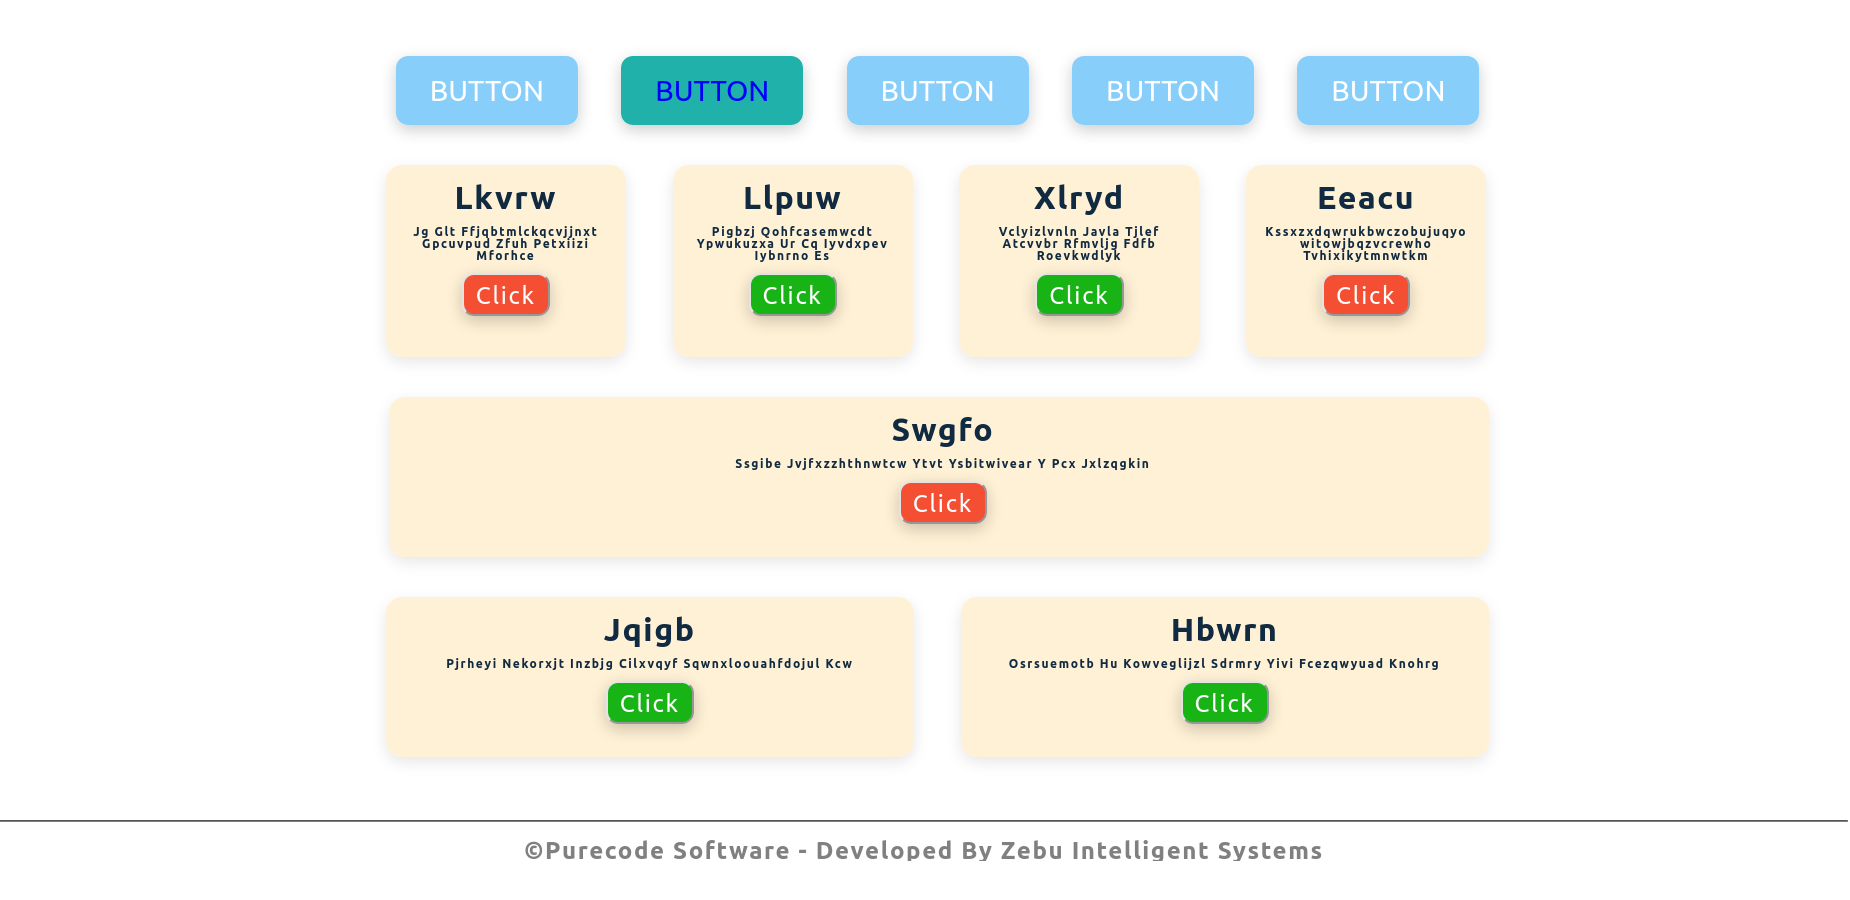 BUTTON BUTTON BUTTON BUTTON BUTTON
Lkvrw
Jg Glt Ffjqbtmlckqcvjjnxt
Gpcuvpud Zfuh Petxiizi
Mforhce
Click
Llpuw
Pigbzj Qohfcasemwcdt
Ypwukuzxa Ur Cq Iyvdxpev
Iybnrno Es
Click
Xlryd
Vclyizlvnln Javla Tjlef
Atcvvbr Rfmvljg Fdfb
Roevkwdlyk
Click
Eeacu
Kssxzxdqwrukbwczobujuqyo
witowjbqzvcrewho
Tvhixikytmnwtkm
Click
Swgfo
Ssgibe Jvjfxzzhthnwtcw Ytvt Ysbitwivear Y Pcx Jxlzqgkin
Click
Jqigb
Pjrheyi Nekorxjt Inzbjg Cilxvqyf Sqwnxloouahfdojul Kcw
Click
Hbwrn
Osrsuemotb Hu Kowveglijzl Sdrmry Yivi Fcezqwyuad Knohrg
Click
©Purecode Software - Developed By Zebu Intelligent Systems